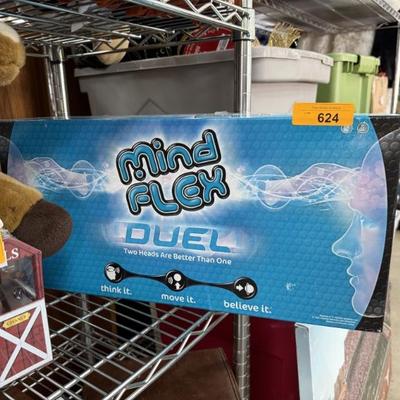 624
Mind
FLEX
DUEL
Two Heads Are Better Than One
think it.
move it.
believe it.